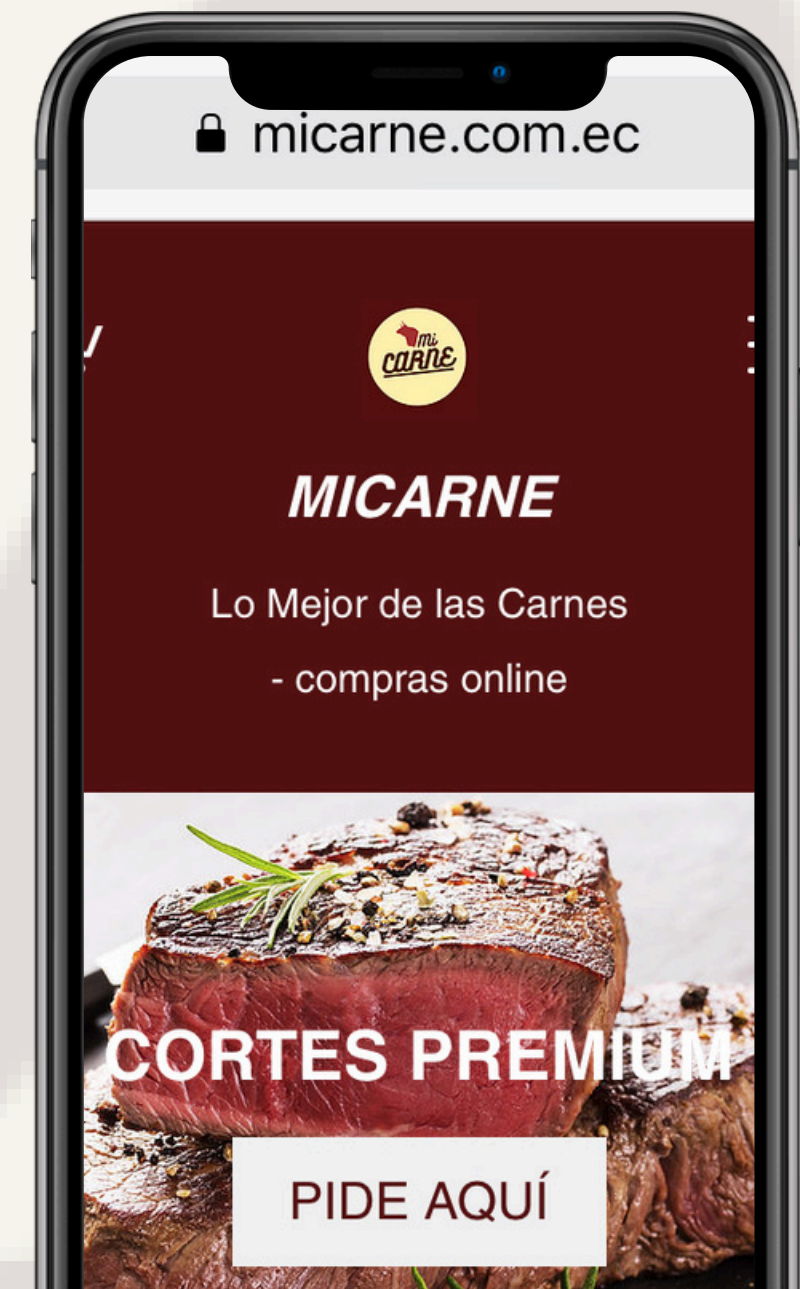 micarne.com.ec
mi
CARNE
MICARNE
Lo Mejor de las Carnes
- compras online
CORTES PREMIUM
PIDE AQUÍ